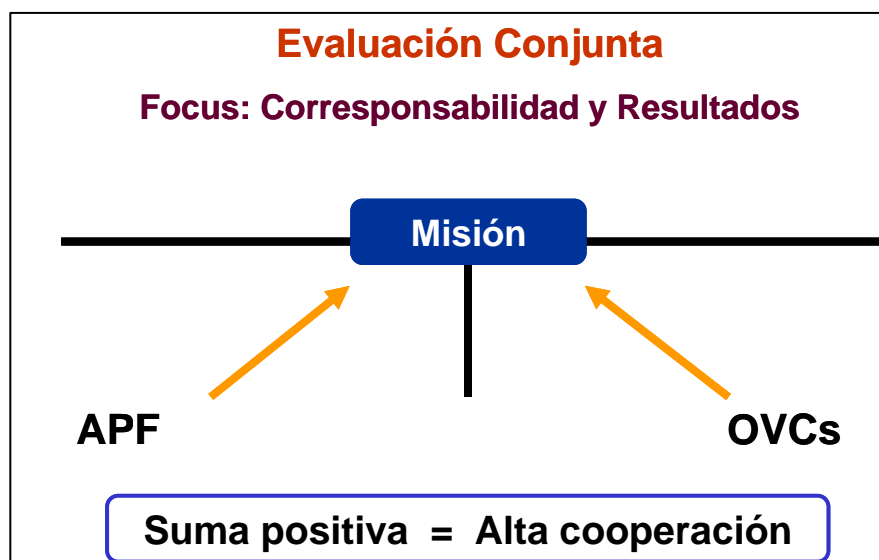 Evaluación Conjunta
Focus: Corresponsabilidad y Resultados
Misión
APF
OVCs
Suma positiva = Alta cooperación